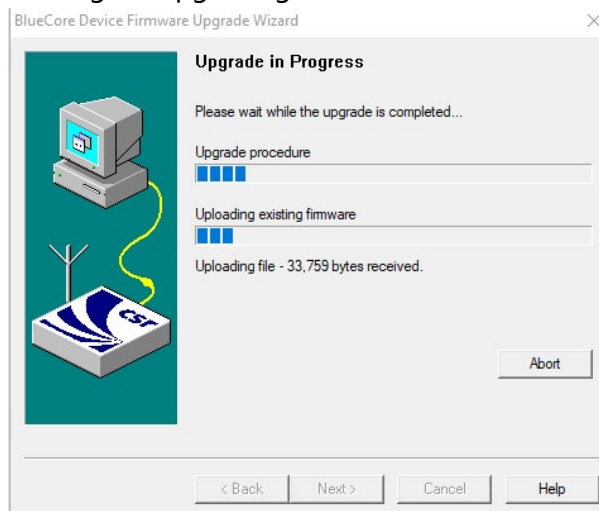 BlueCore Device Firmware Upgrade Wizard
Upgrade in Progress
Please wait while the upgrade is completed...
Upgrade procedure
Uploading existing firmware
Uploading file - 33,759 bytes received.
CSr
Abort
< Back
Next >
Cancel
Help